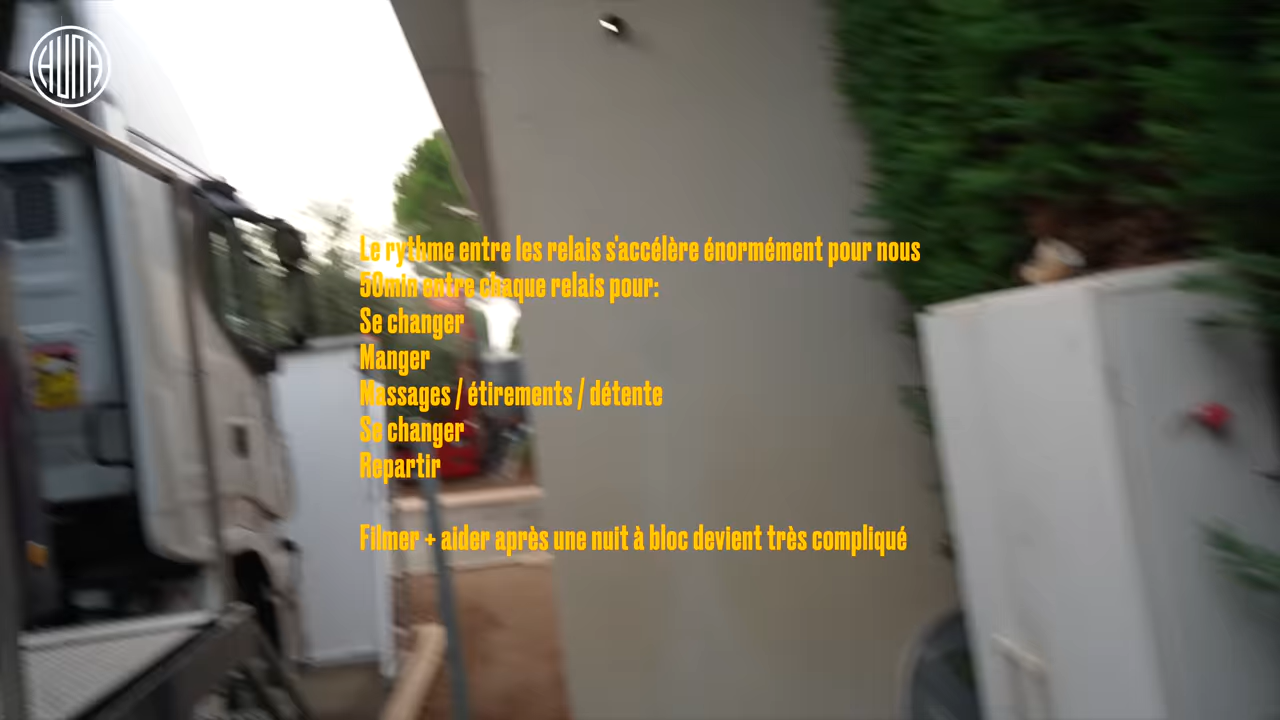 HUNA
Le rythme entre les relais s'accélère énormément pour nous
50min entre chaque relais pour:
Se changer
Manger
Massages / étirements / détente
Se changer
Repartir
Filmer + aider après une nuit à bloc devient très compliqué